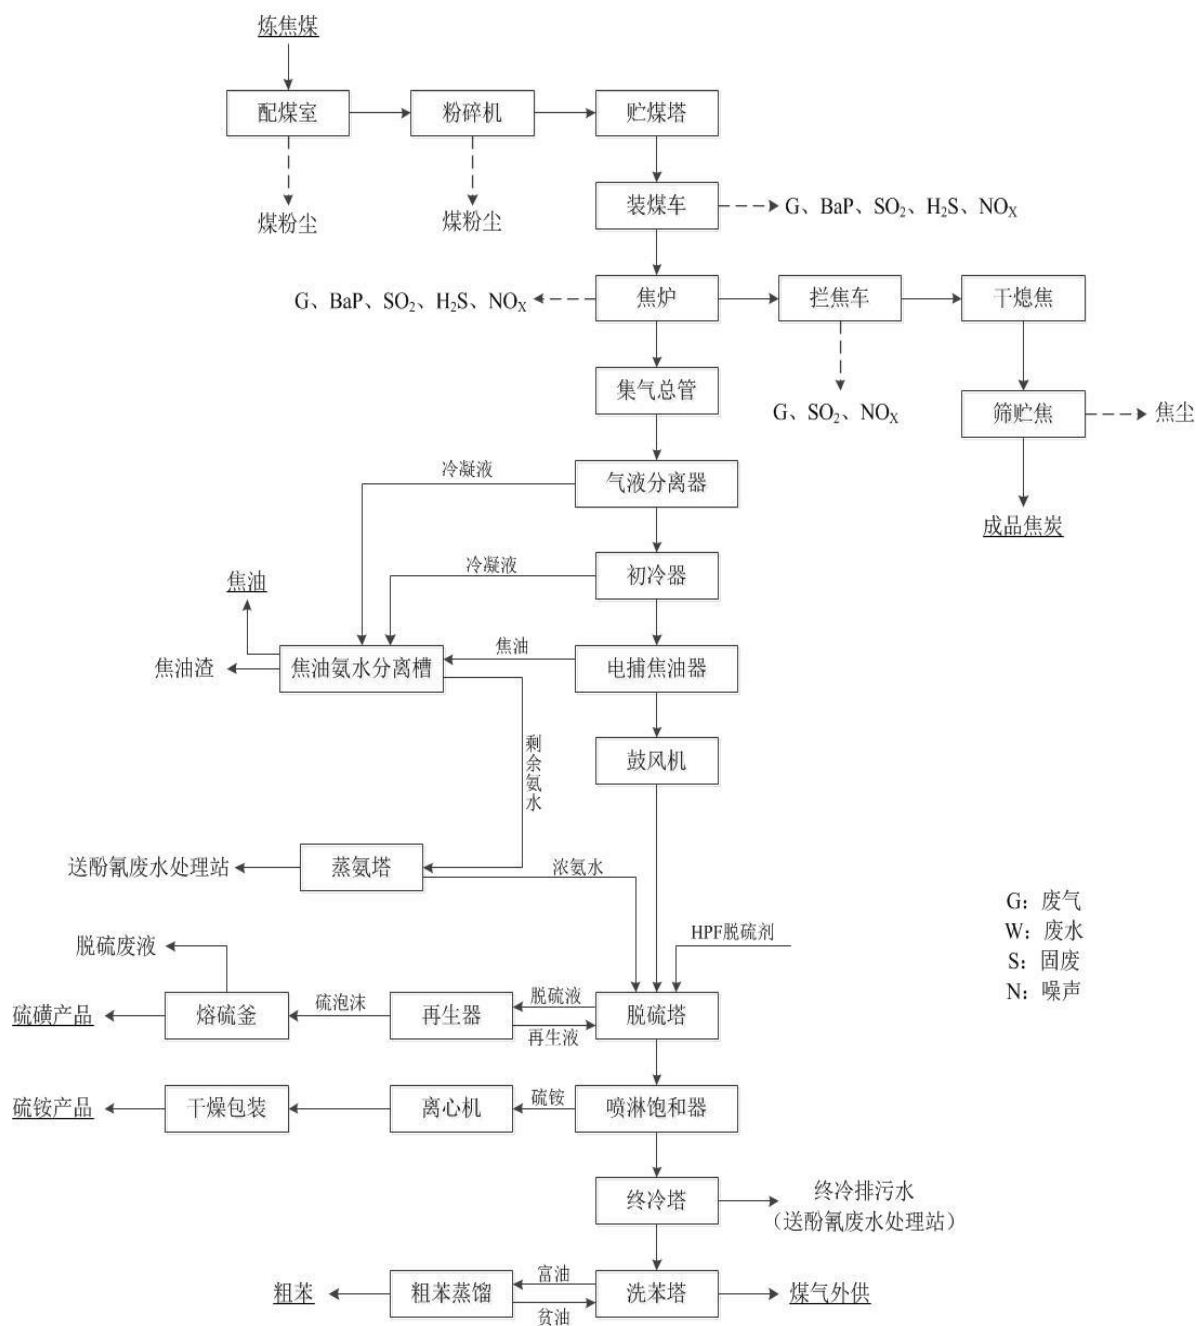 炼焦煤
配煤室
粉碎机
贮煤塔
煤粉尘
煤粉尘
装煤车
G、BaP、SO₂、H₂S、NOX
G、BaP、SO₂、H₂S、NOX
焦炉
拦焦车
干熄焦
集气总管
G、SO₂、NOX
筛贮焦
焦尘
冷凝液
气液分离器
成品焦炭
冷凝液
初冷器
焦油
焦油渣
焦油氨水分离槽
焦油
电捕焦油器
剩余氨水
鼓风机
送酚氰废水处理站
蒸氨塔
浓氨水
G：废气
W：废水
S：固废
N：噪声
脱硫废液
HPF脱硫剂
硫磺产品
熔硫釜
硫泡沫
再生器
脱硫液
再生液
脱硫塔
硫铵产品
干燥包装
离心机
硫铵
喷淋饱和器
终冷塔
终冷排污水
（送酚氰废水处理站）
粗苯
粗苯蒸馏
富油
贫油
洗苯塔
煤气外供